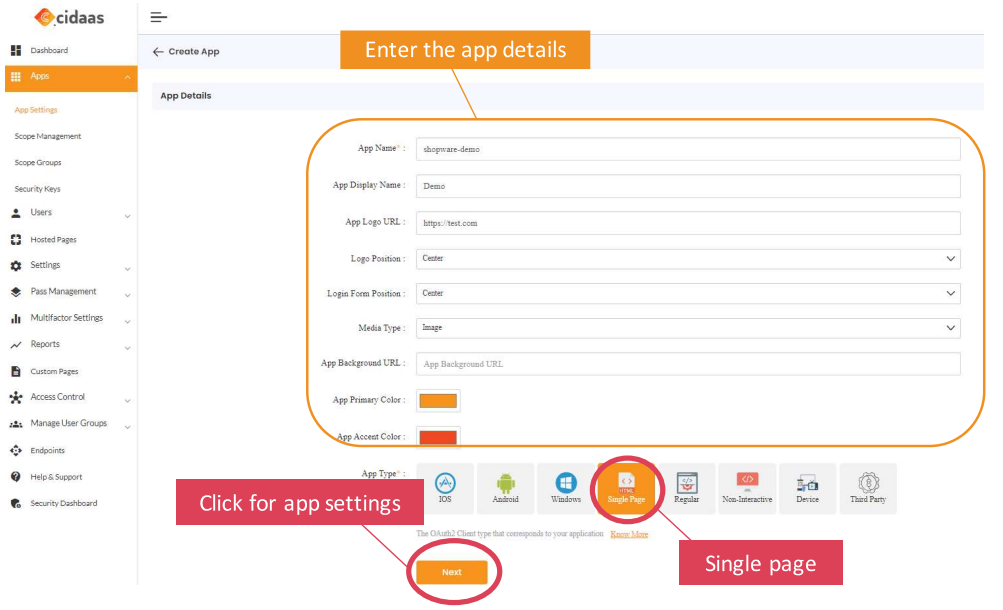 cidaas
Dashboard
Apps
App Settings
Scope Management
Scope Groups
Security Keys
Users
Hosted Pages
Settings
Pass Management
Multifactor Settings
Reports
Custom Pages
Access Control
Manage User Groups
Endpoints
Help & Support
Security Dashboard
← Create App
Enter the app details
App Details
App Name* : shopware-demo
App Display Name : Demo
App Logo URL : https://test.com
Logo Position : Center
Login Form Position : Center
Media Type : Image
App Background URL : App Background URL
App Primary Color :
App Accent Color :
App Type* :
IOS Android Windows Single Page Regular Non-Interactive Device Third Party
Click for app settings
The OAuth2 Client type that corresponds to your application Know More
Single page
Next